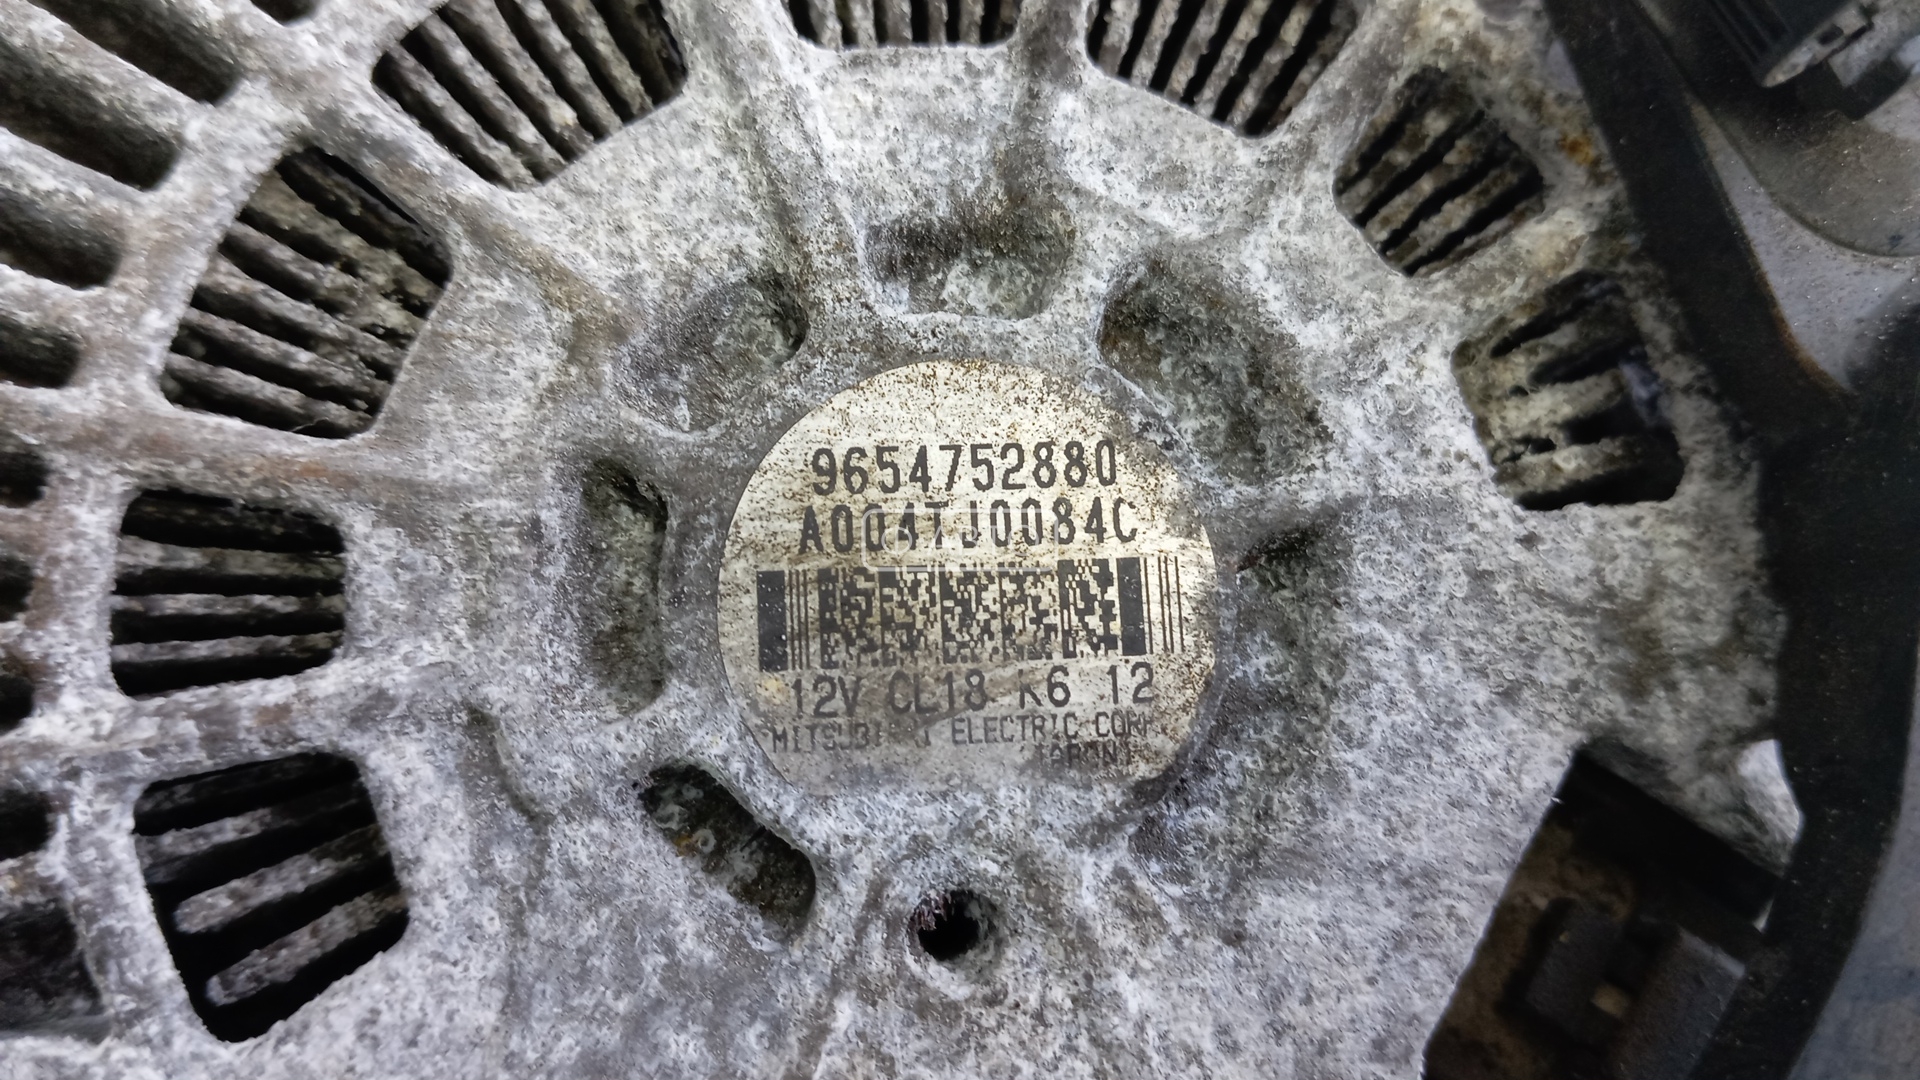 9654752880
A004TJ0084C
12V CL18 K6 12
ELECTRIC CORP